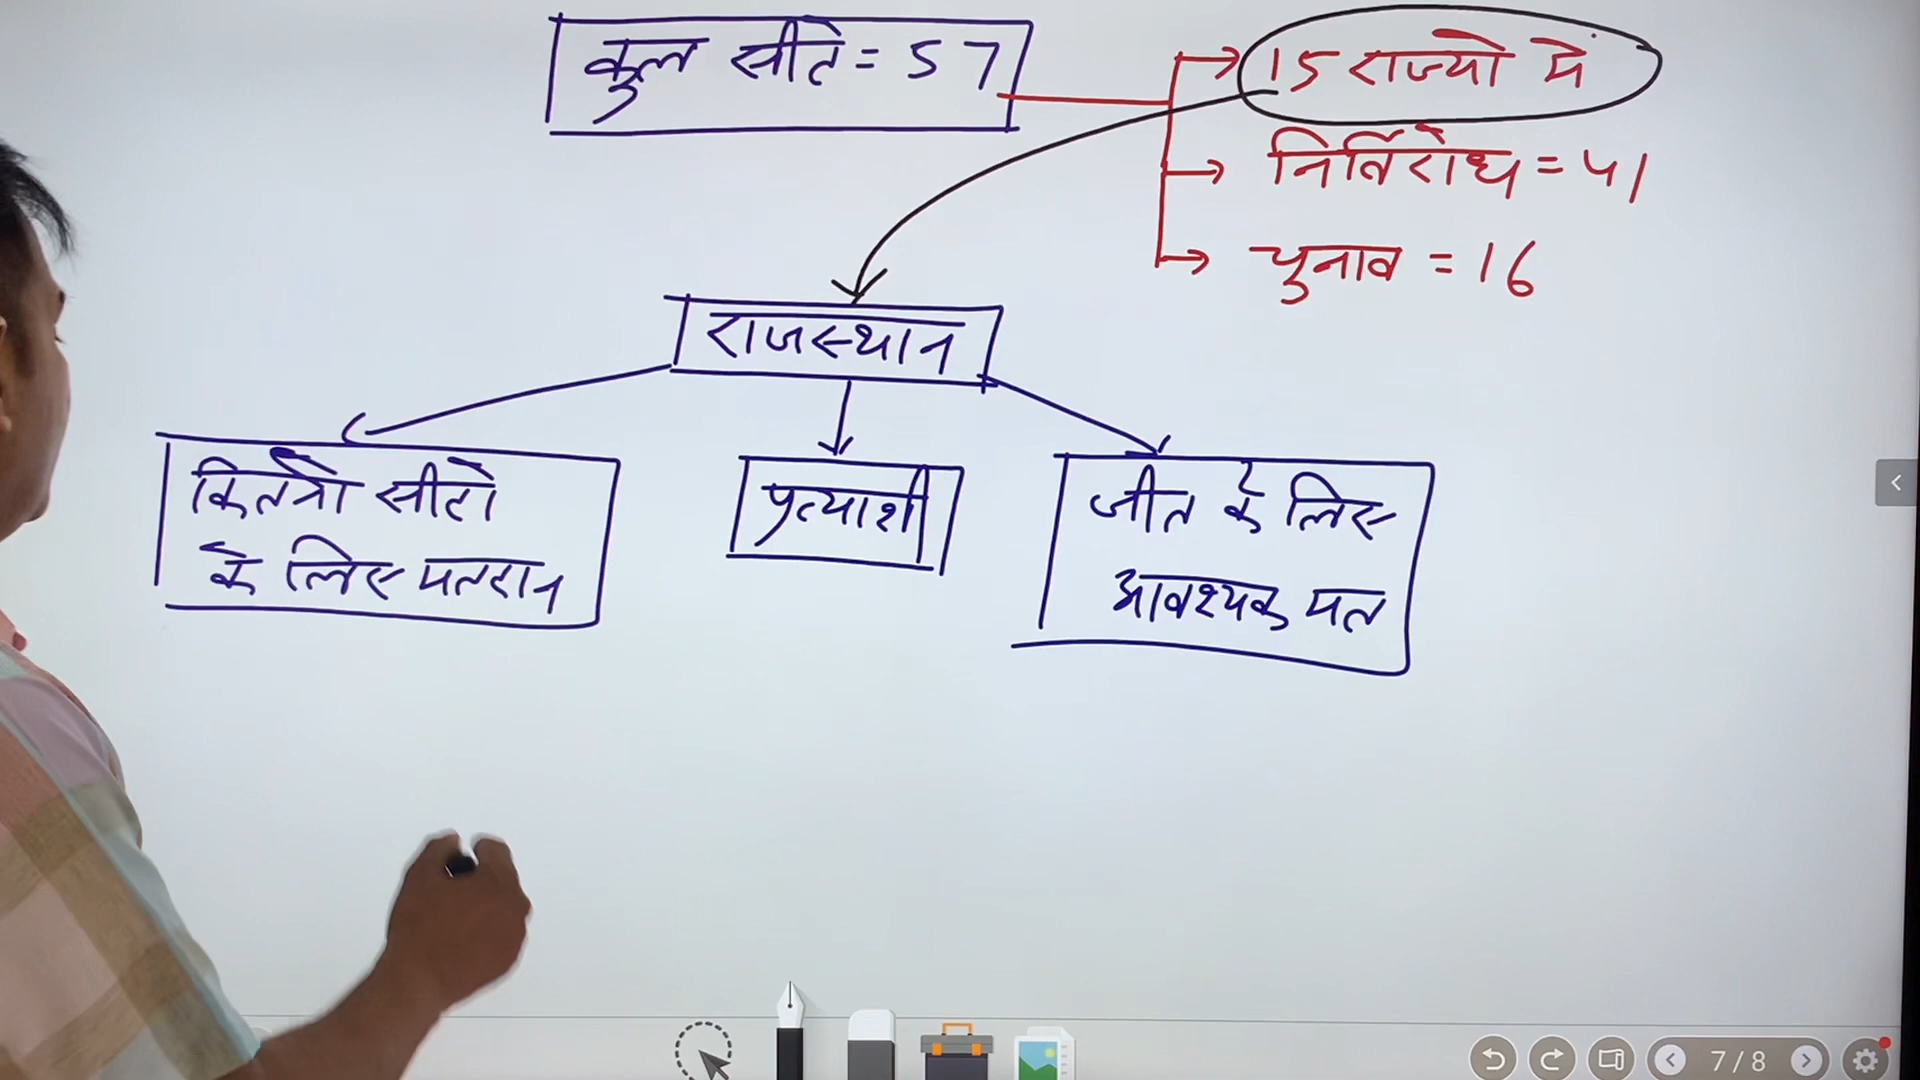 कुल सीटे = 57
15 राज्यो में
निर्विरोध = 41
चुनाव = 16
राजस्थान
कितनी सीटो
के लिए मतदान
प्रत्याशी
जीत के लिए
आवश्यक मत
7/8